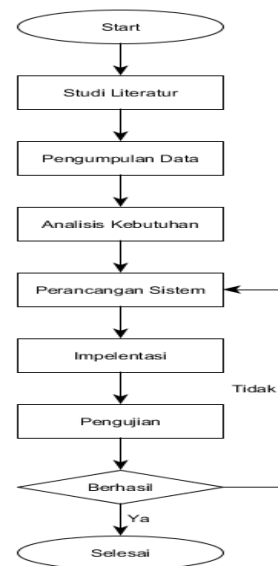 Start
Studi Literatur
Pengumpulan Data
Analisis Kebutuhan
Perancangan Sistem
Impelentasi
Tidak
Pengujian
Berhasil
Ya
Selesai